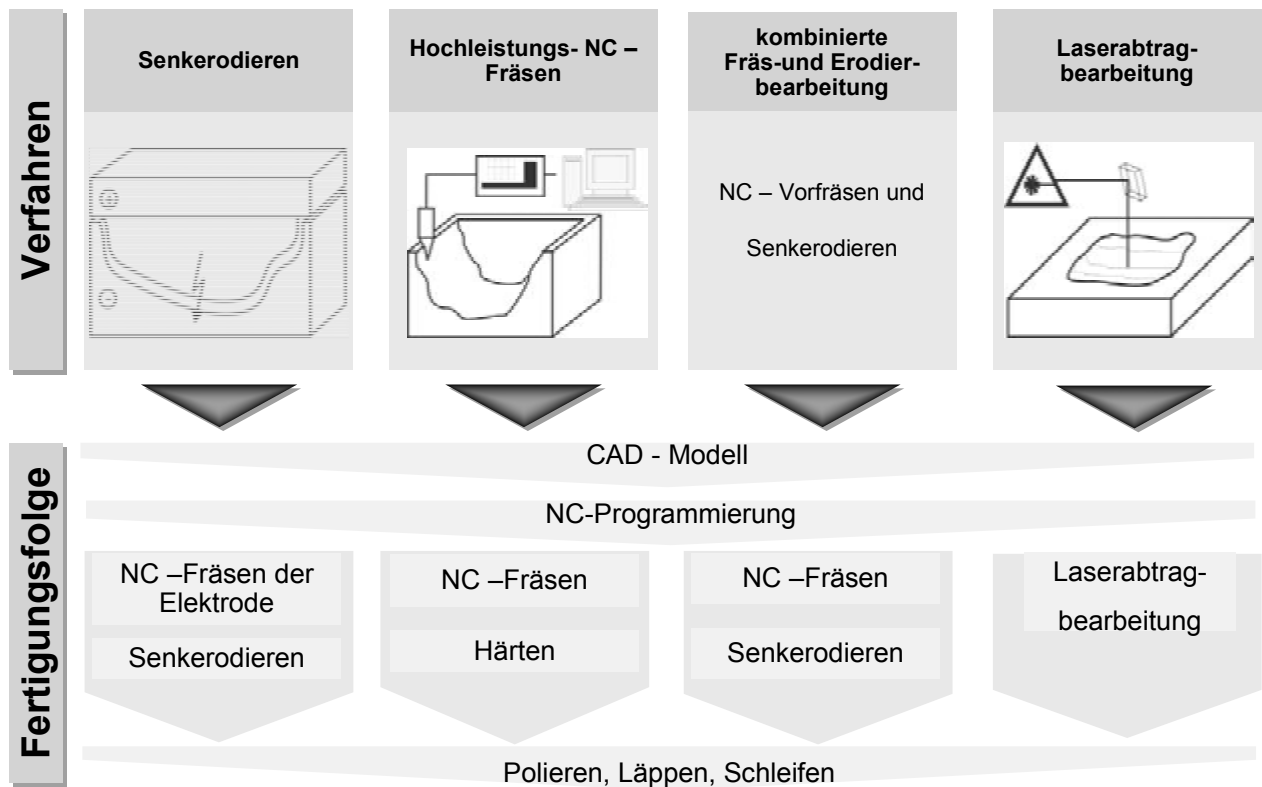 Verfahren
Senkerodieren
Hochleistungs- NC –
Fräsen
kombinierte
Fräs-und Erodier-
bearbeitung
Laserabtrag-
bearbeitung
NC – Vorfräsen und
Senkerodieren
Fertigungsfolge
CAD - Modell
NC-Programmierung
NC –Fräsen der
Elektrode
Senkerodieren
NC –Fräsen
Härten
NC –Fräsen
Senkerodieren
Laserabtrag-
bearbeitung
Polieren, Läppen, Schleifen